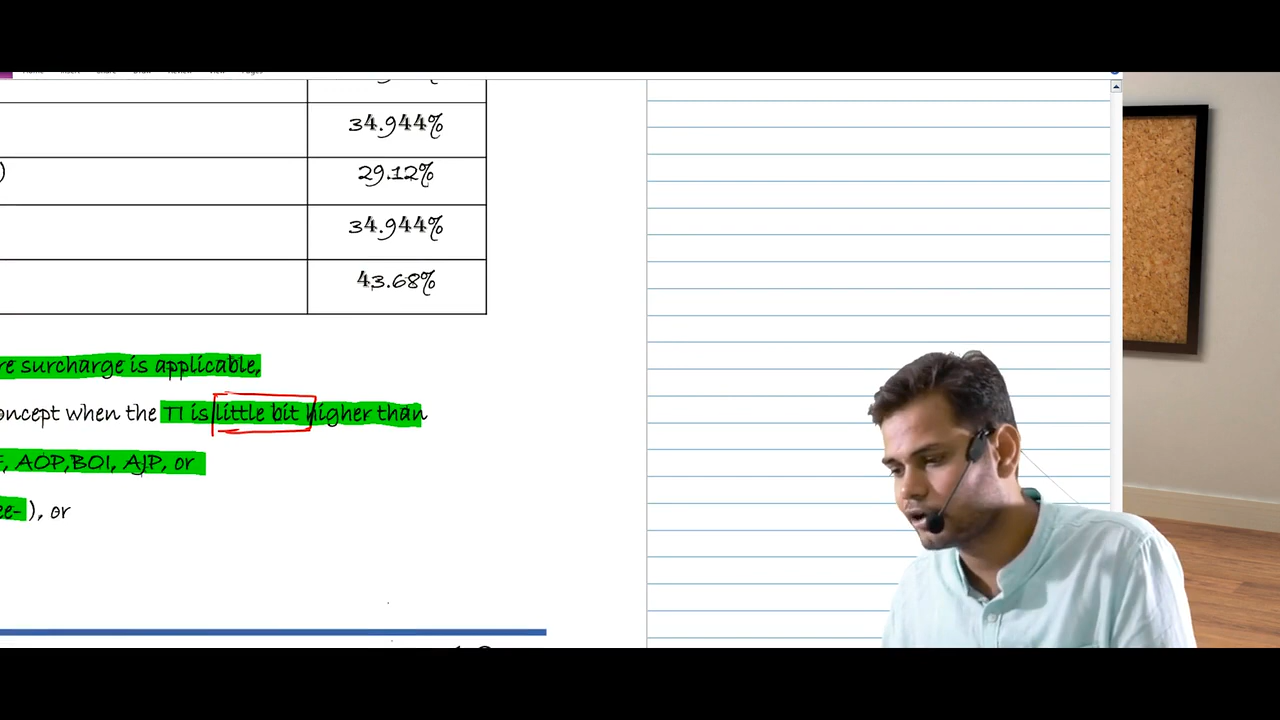 34.944%
) 29.12%
34.944%
43.68%
re surcharge is applicable,
oncept when the TI is little bit higher than
, AOP,BOI, AJP, or
ee- ), or